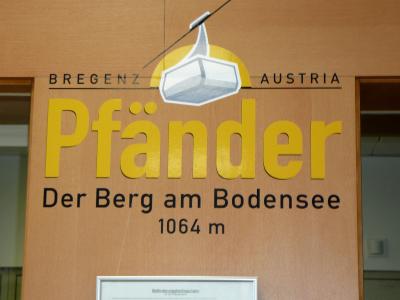 BREGENZ AUSTRIA
Pfänder
Der Berg am Bodensee
1064 m